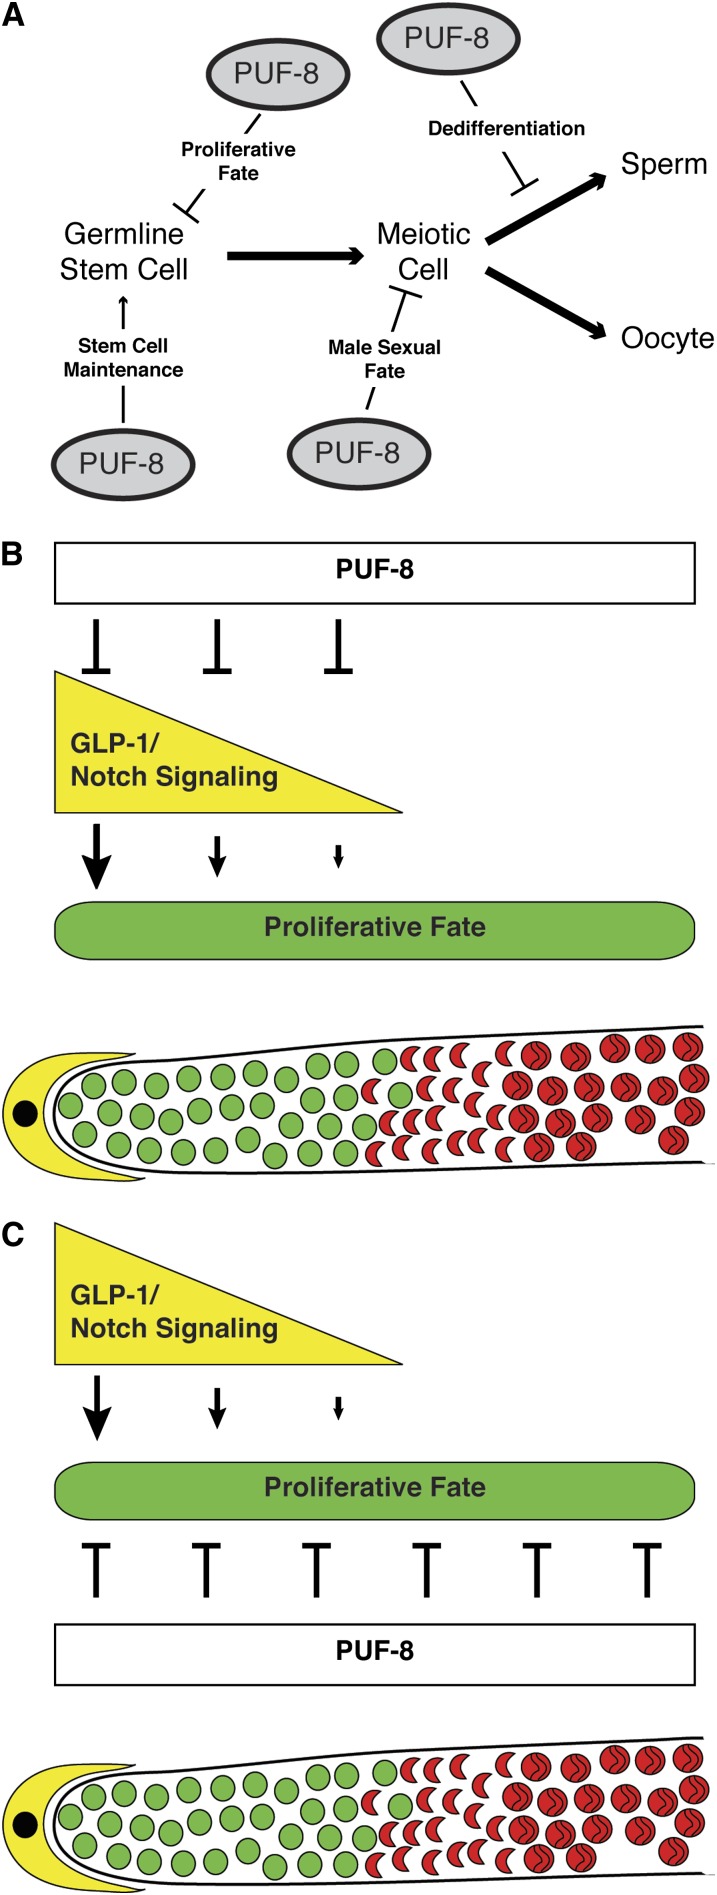 A
PUF-8
PUF-8
Proliferative
Fate
Dedifferentiation
Sperm
Germline
Stem Cell
Meiotic
Cell
Oocyte
Stem Cell
Maintenance
Male Sexual
Fate
PUF-8
PUF-8
B
PUF-8
GLP-1/
Notch Signaling
Proliferative Fate
C
GLP-1/
Notch Signaling
Proliferative Fate
PUF-8